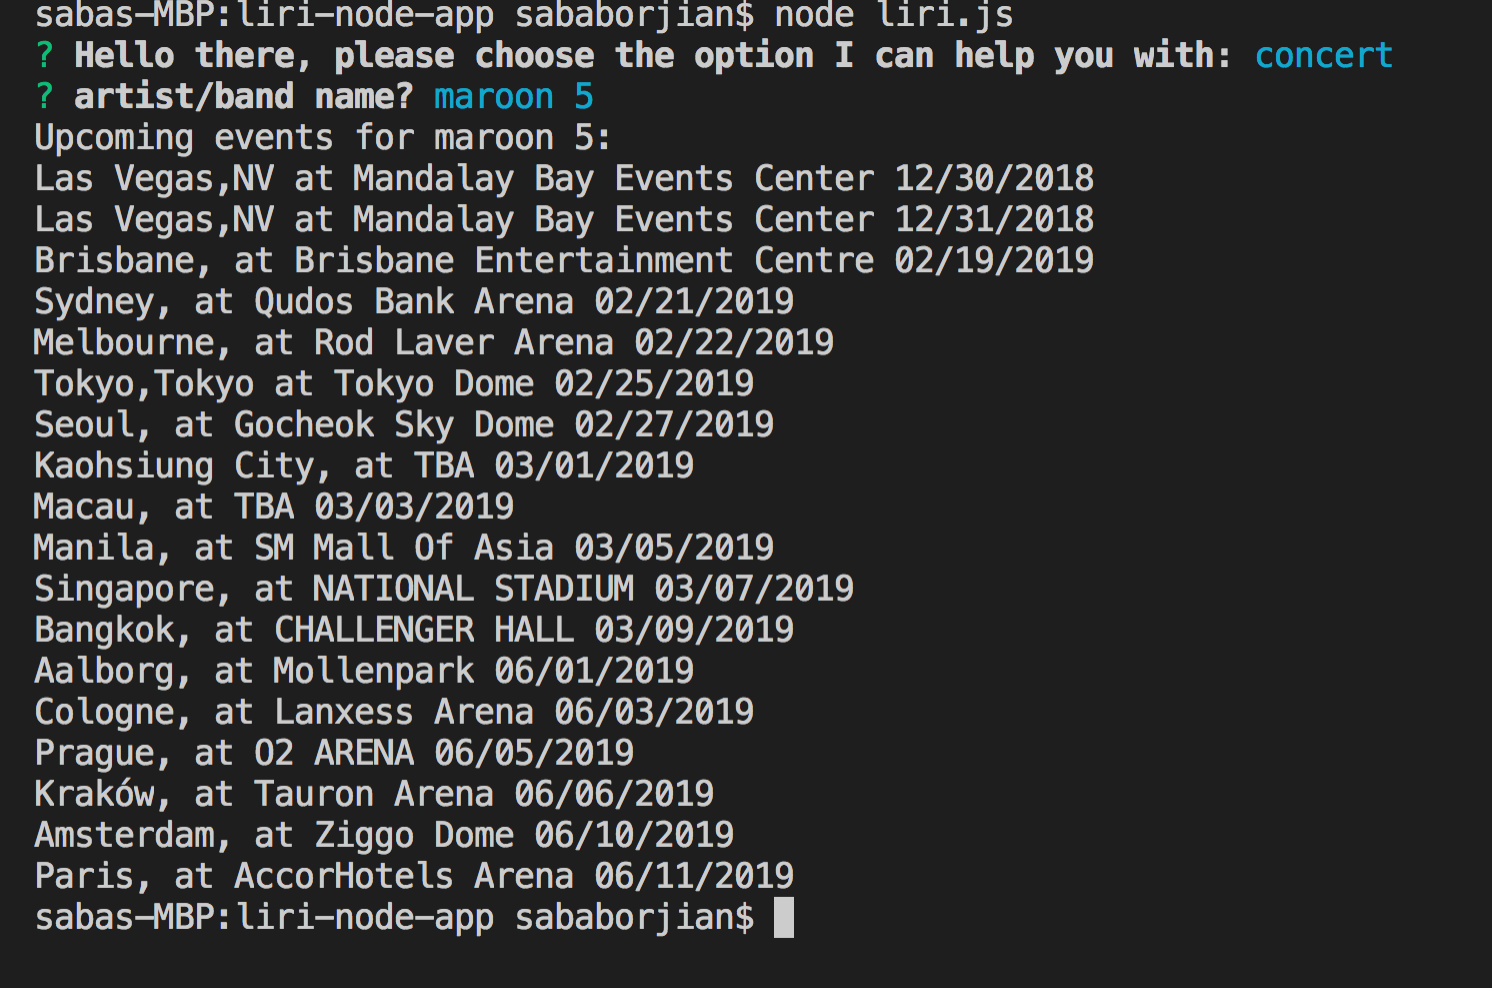 sabas-MBP:liri-node-app sababorjian$ node liri.js
? Hello there, please choose the option I can help you with: concert
? artist/band name? maroon 5
Upcoming events for maroon 5:
Las Vegas,NV at Mandalay Bay Events Center 12/30/2018
Las Vegas,NV at Mandalay Bay Events Center 12/31/2018
Brisbane, at Brisbane Entertainment Centre 02/19/2019
Sydney, at Qudos Bank Arena 02/21/2019
Melbourne, at Rod Laver Arena 02/22/2019
Tokyo,Tokyo at Tokyo Dome 02/25/2019
Seoul, at Gocheok Sky Dome 02/27/2019
Kaohsiung City, at TBA 03/01/2019
Macau, at TBA 03/03/2019
Manila, at SM Mall Of Asia 03/05/2019
Singapore, at NATIONAL STADIUM 03/07/2019
Bangkok, at CHALLENGER HALL 03/09/2019
Aalborg, at Mollenpark 06/01/2019
Cologne, at Lanxess Arena 06/03/2019
Prague, at O2 ARENA 06/05/2019
Kraków, at Tauron Arena 06/06/2019
Amsterdam, at Ziggo Dome 06/10/2019
Paris, at AccorHotels Arena 06/11/2019
sabas-MBP:liri-node-app sababorjian$